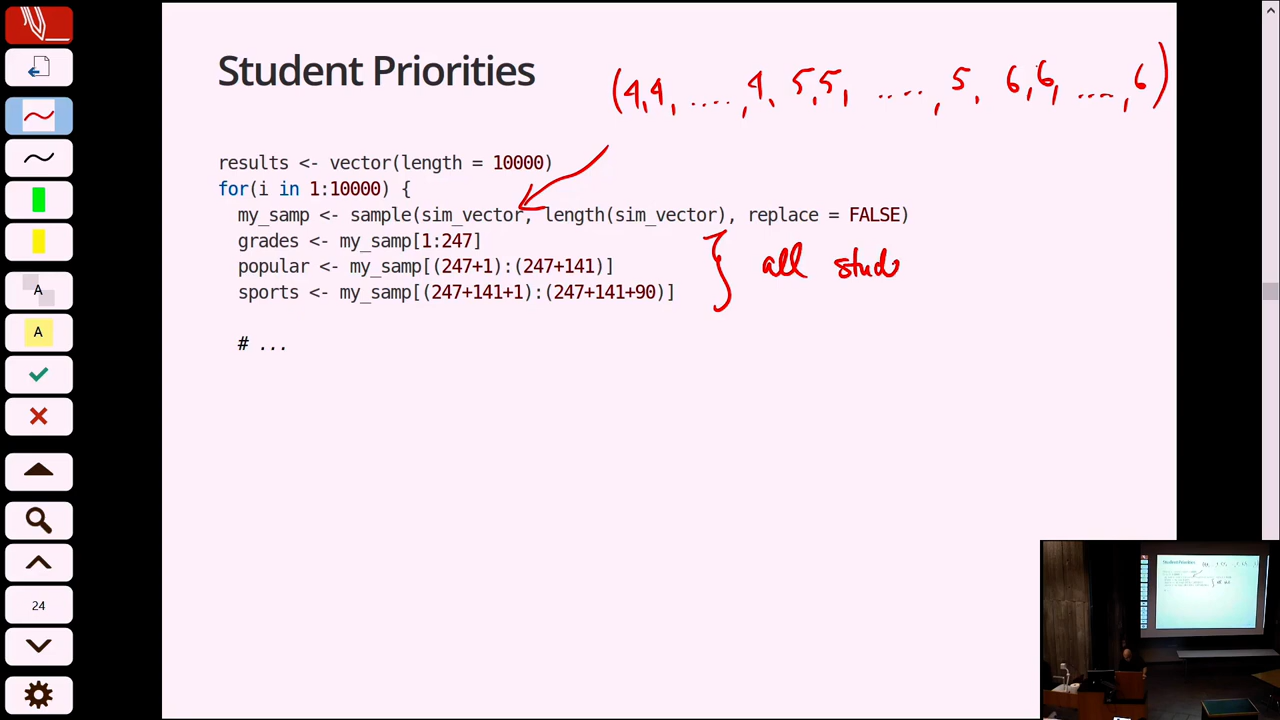 Student Priorities
(4,4, ...., 4, 5,5, ...., 5, 6,6, ...., 6)
results <- vector(length = 10000)
for(i in 1:10000) {
my_samp <- sample(sim_vector, length(sim_vector), replace = FALSE)
grades <- my_samp[1:247]
popular <- my_samp[(247+1):(247+141)]
sports <- my_samp[(247+141+1):(247+141+90)]
} all stud
# ...
A
A
24
Student Priorities